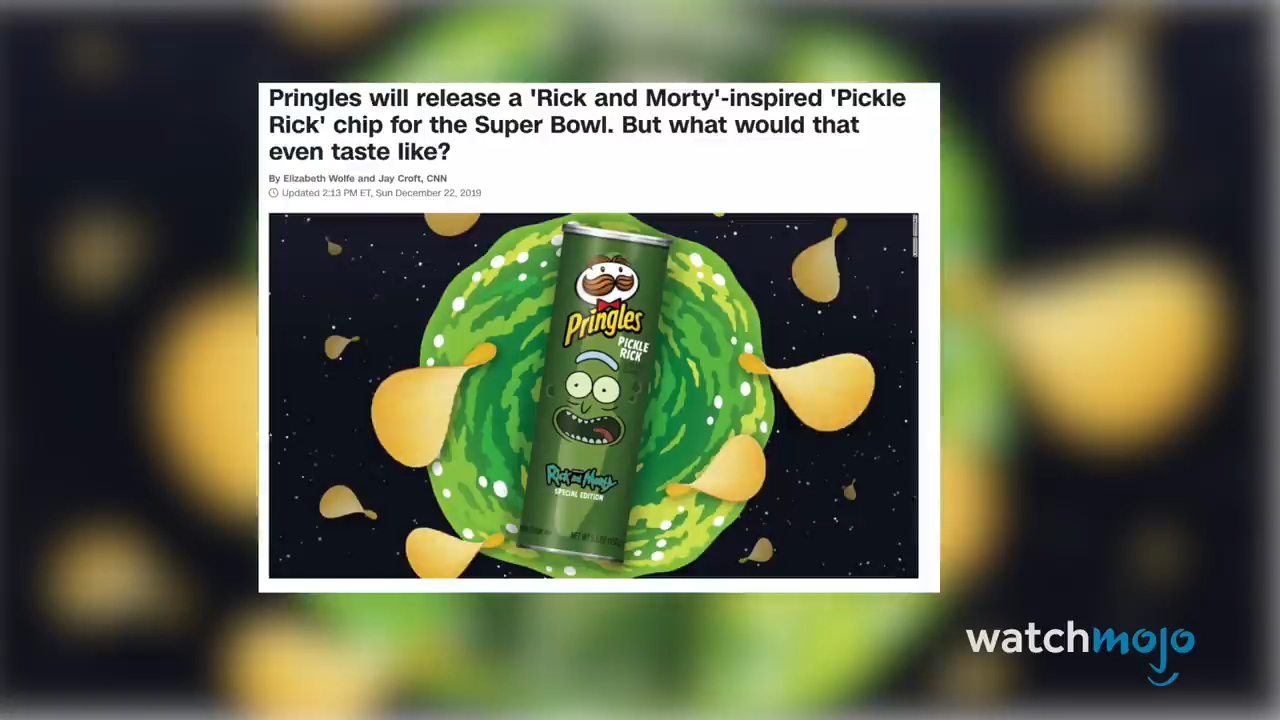 Pringles will release a 'Rick and Morty'-inspired 'Pickle
Rick' chip for the Super Bowl. But what would that
even taste like?
By Elizabeth Wolfe and Jay Croft, CNN
Updated 2:13 PM ET, Sun December 22, 2019
Pringles
PICKLE
RICK
Rick and Morty
SPECIAL EDITION
watchmojo